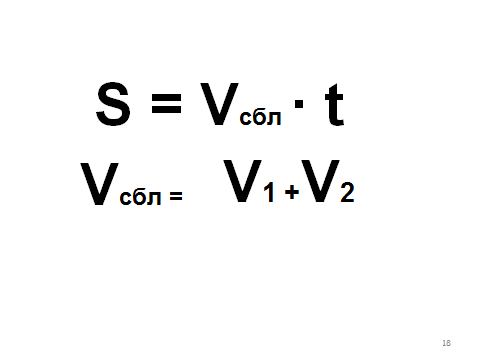 S = Vсбл · t
Vсбл = V1 + V2
18